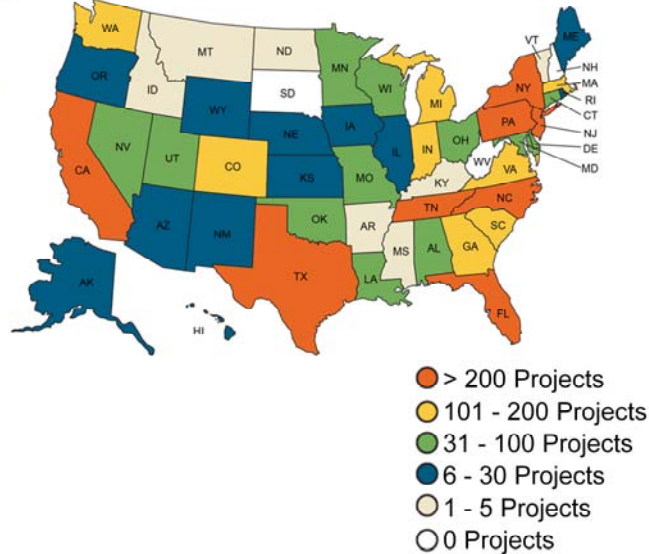 WA
MT
ND
VT
ME
OR
MN
NH
ID
SD
WI
NY
MA
WY
MI
RI
CT
IA
PA
NJ
NE
NV
OH
DE
UT
IL
IN
CO
WV
MD
CA
KS
MO
VA
KY
NC
TN
AZ
NM
OK
AR
SC
MS
AL
GA
TX
LA
AK
FL
HI
> 200 Projects
101 - 200 Projects
31 - 100 Projects
6 - 30 Projects
1 - 5 Projects
0 Projects